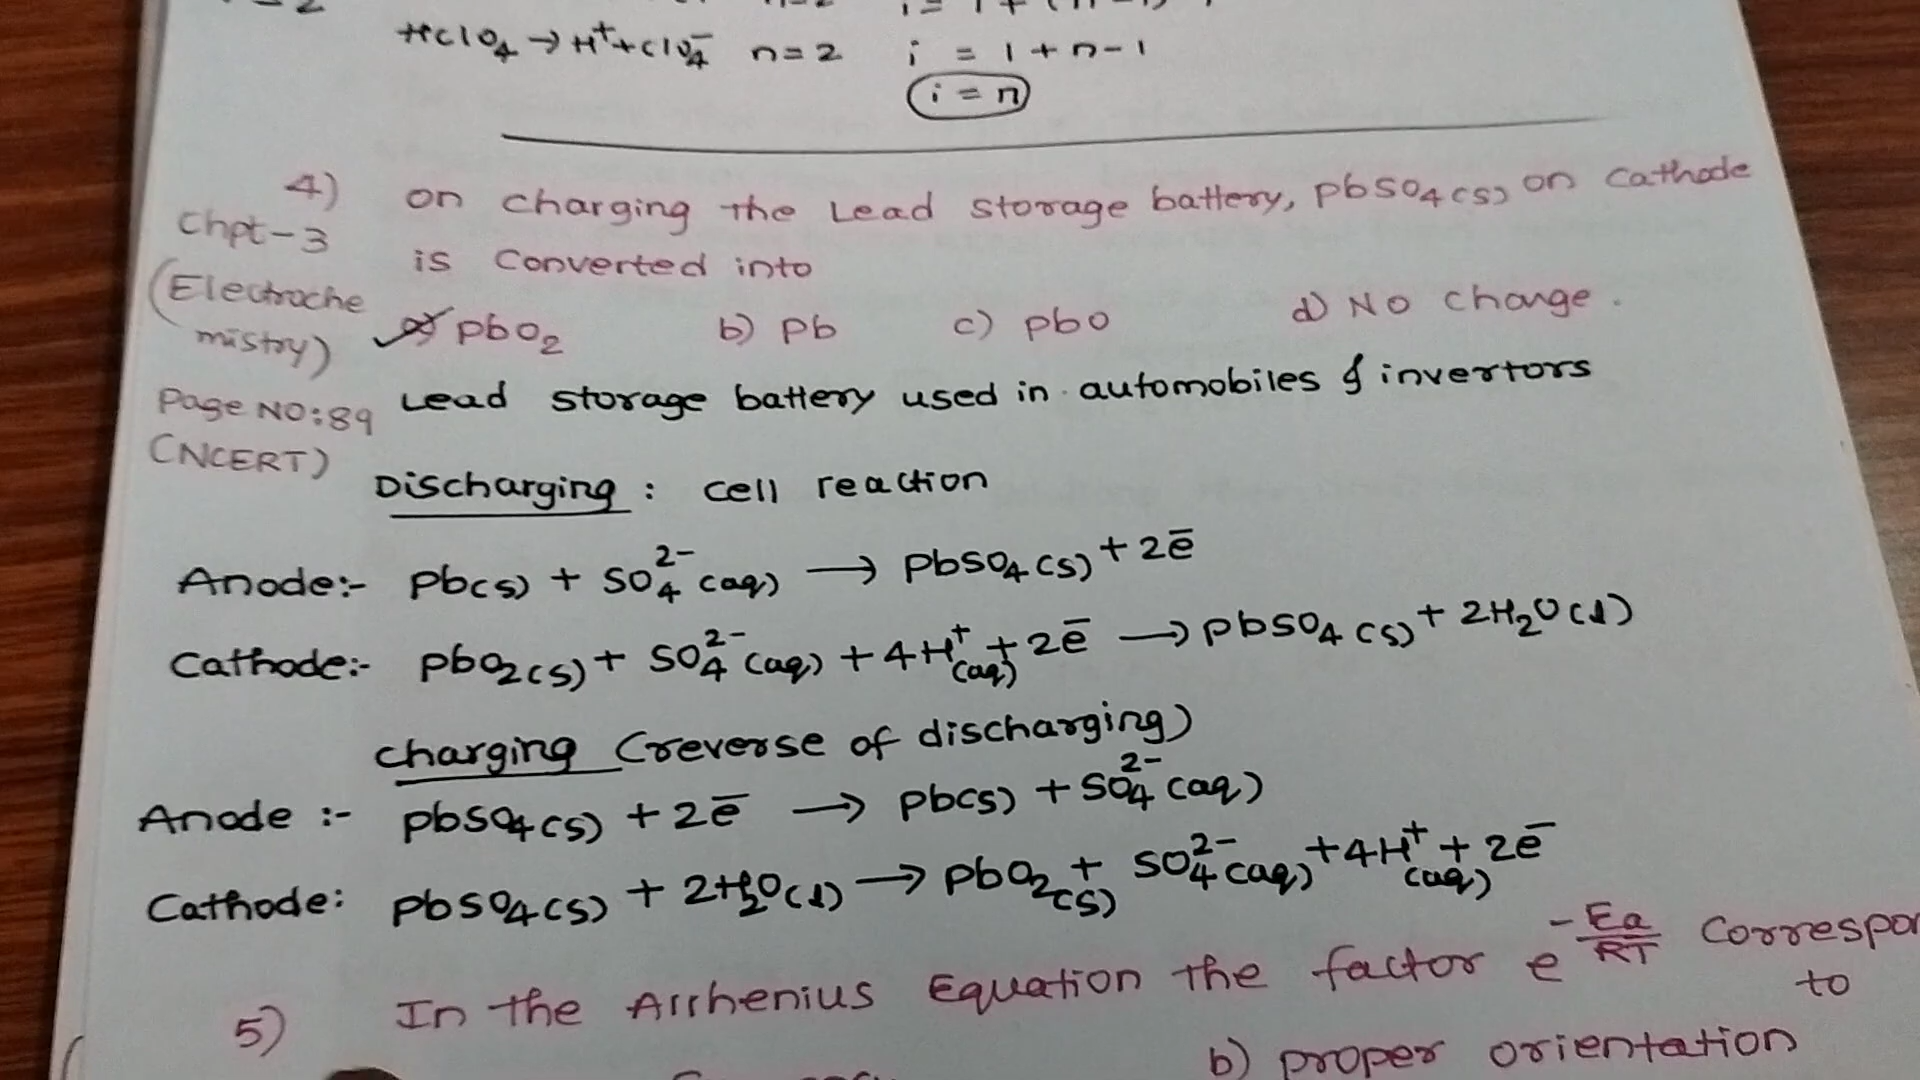 HClO4 → H+ + ClO4- n=2 i = 1 + n - 1
i = n
4) on charging the Lead storage battery, PbSO4(s) on cathode
Chpt-3
is converted into
(Electrochemistry)
a) PbO2 b) Pb c) PbO d) No change.
Lead storage battery used in automobiles & invertors
Page No:89
(NCERT)
Discharging : cell reaction
Anode:- Pb(s) + SO4^2-(aq) → PbSO4(s) + 2e-
Cathode:- PbO2(s) + SO4^2-(aq) + 4H+(aq) + 2e- → PbSO4(s) + 2H2O(l)
charging (reverse of discharging)
Anode :- PbSO4(s) + 2e- → Pb(s) + SO4^2-(aq)
Cathode: PbSO4(s) + 2H2O(l) → PbO2(s) + SO4^2-(aq) + 4H+(aq) + 2e-
5) In the Arrhenius Equation the factor e^-Ea/RT
to
b) proper orientation